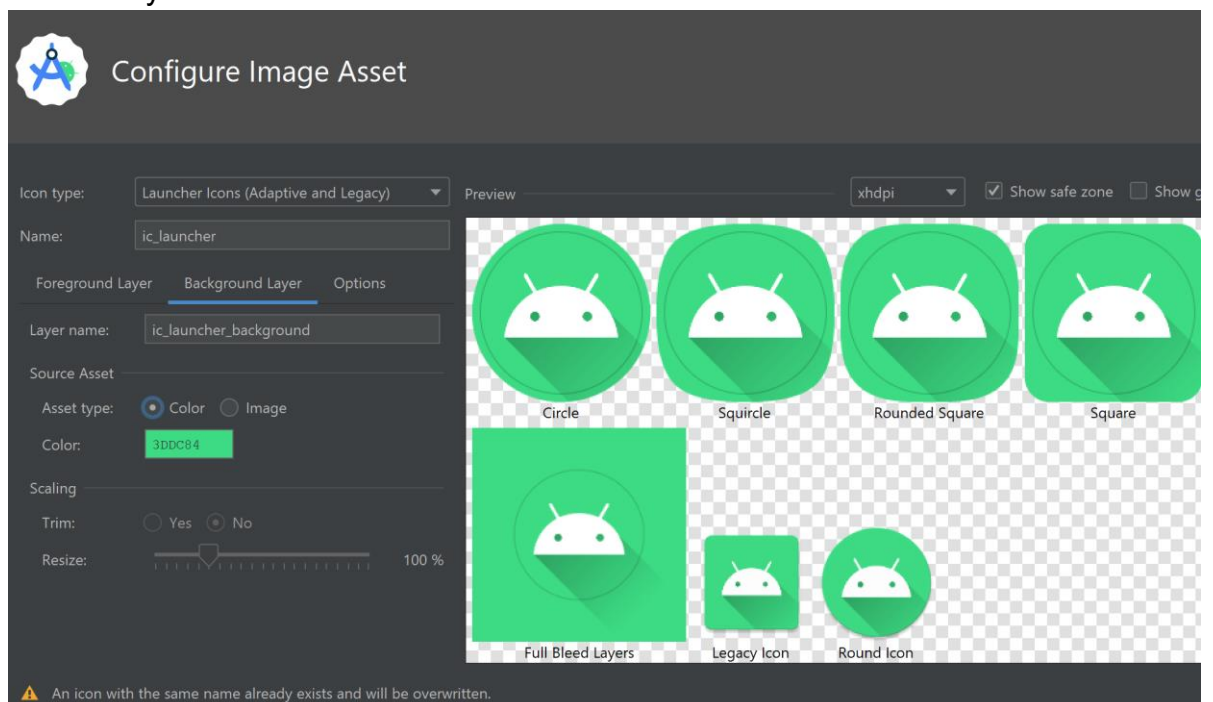 Configure Image Asset
Icon type: Launcher Icons (Adaptive and Legacy)
Name: ic_launcher
Foreground Layer Background Layer Options
Layer name: ic_launcher_background
Source Asset
Asset type: Color Image
Color: 3DDC84
Scaling
Trim: Yes No
Resize: 100 %
Preview xhdpi Show safe zone Show
Circle Squircle Rounded Square Square
Full Bleed Layers Legacy Icon Round Icon
An icon with the same name already exists and will be overwritten.